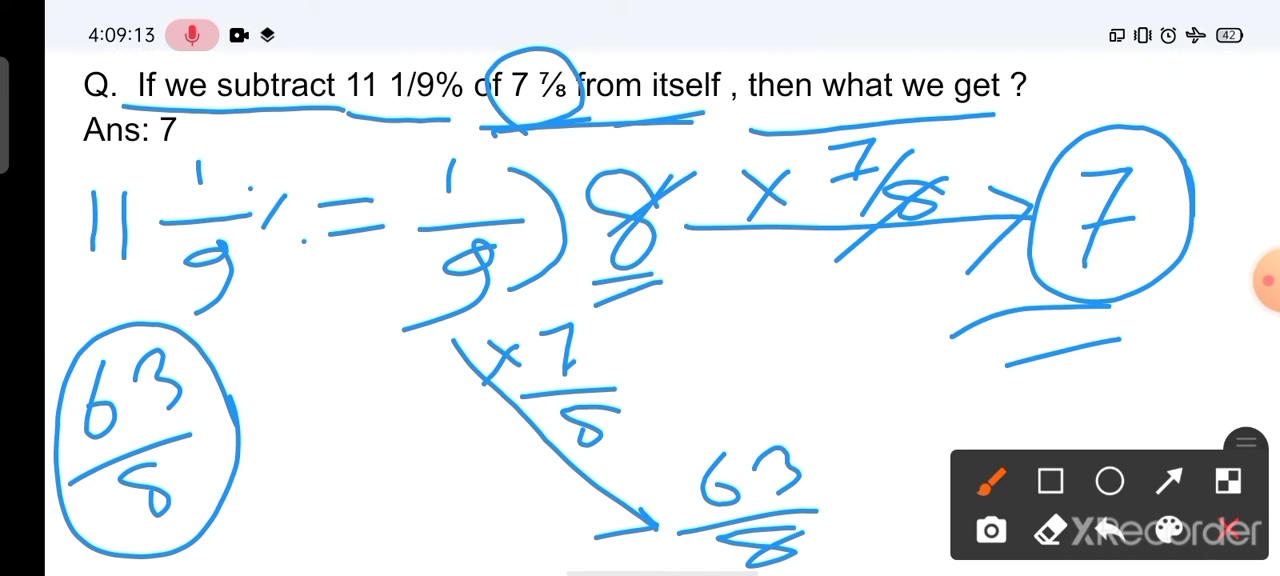 4:09:13 42
Q. If we subtract 11 1/9% of 7 ⅞ from itself , then what we get ?
Ans: 7
11 1/9 % = 1/9 ) 8 × 7/8 → 7
× 7/8
63/8
63/8
XRecorder